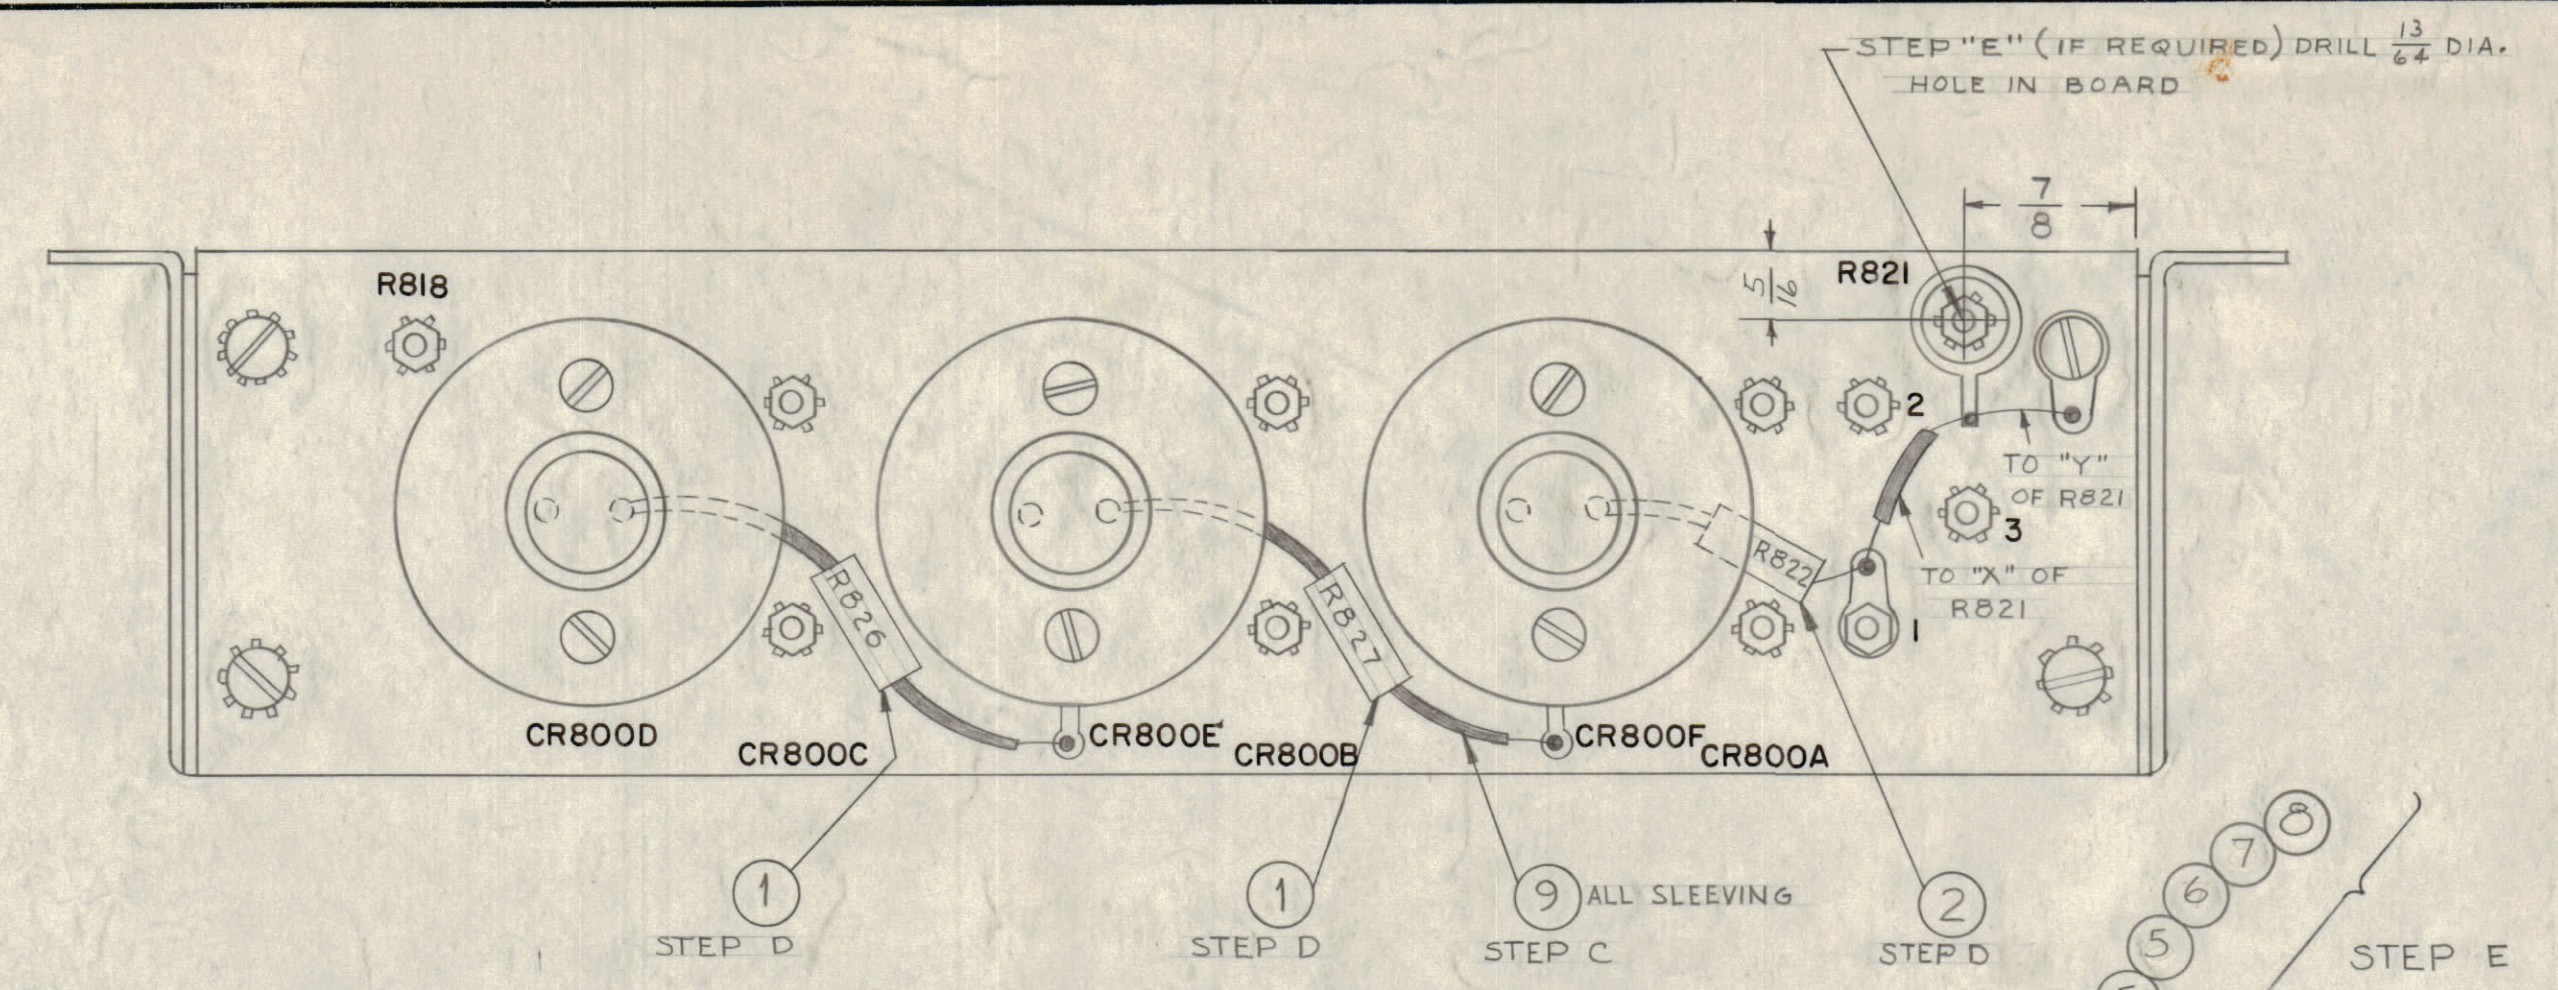 STEP "E" (IF REQUIRED) DRILL 13/64 DIA.
HOLE IN BOARD
7/8
5/16
R818
R821
2
TO "Y"
OF R821
3
R822
TO "X" OF
R821
1
R826
R827
CR800D
CR800C
CR800E
CR800B
CR800F
CR800A
1
STEP D
1
STEP D
9 ALL SLEEVING
STEP C
2
STEP D
8
7
6
5
STEP E